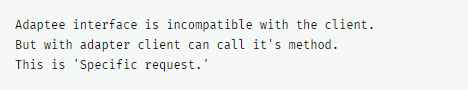 Adaptee interface is incompatible with the client.
But with adapter client can call it's method.
This is 'Specific request.'